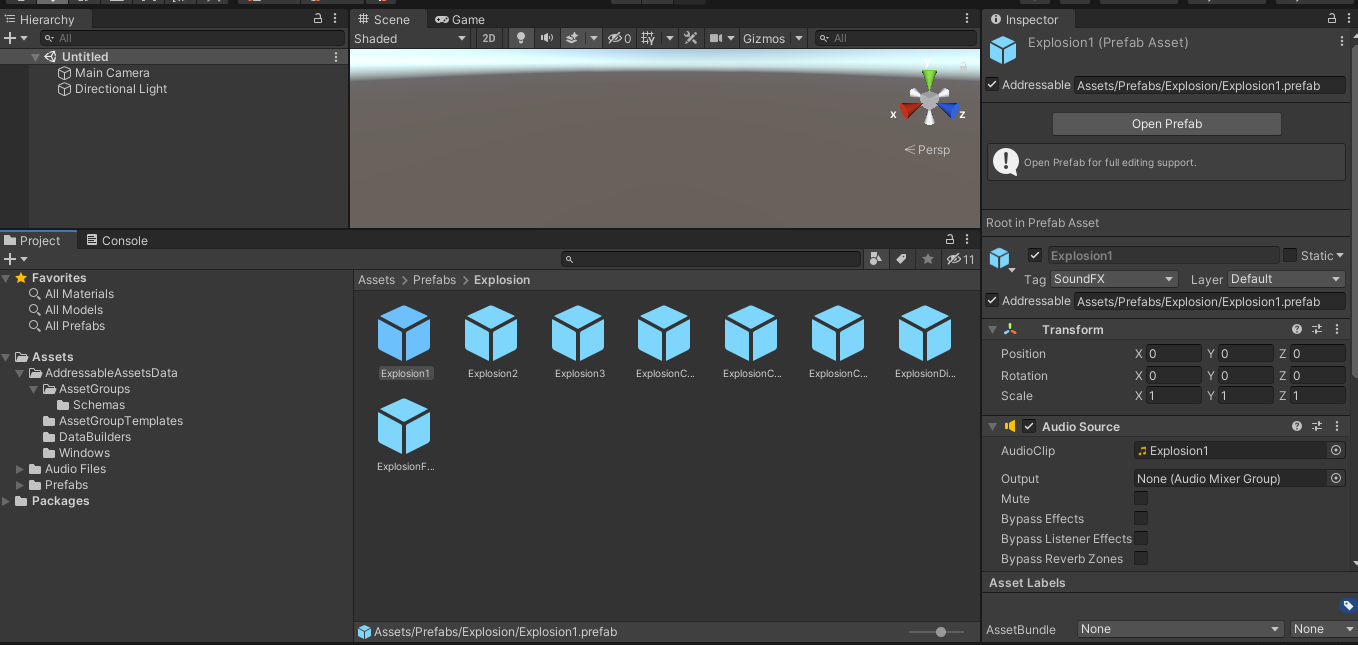 Hierarchy
All
Untitled
Main Camera
Directional Light
Scene
Game
Shaded
2D
0
Gizmos
All
y
x
z
Persp
Inspector
Explosion1 (Prefab Asset)
Addressable
Assets/Prefabs/Explosion/Explosion1.prefab
Open Prefab
Open Prefab for full editing support.
Root in Prefab Asset
Explosion1
Static
Tag SoundFX Layer Default
Addressable Assets/Prefabs/Explosion/Explosion1.prefab
Transform
Position X 0 Y 0 Z 0
Rotation X 0 Y 0 Z 0
Scale X 1 Y 1 Z 1
Audio Source
AudioClip Explosion1
Output None (Audio Mixer Group)
Mute
Bypass Effects
Bypass Listener Effects
Bypass Reverb Zones
Asset Labels
AssetBundle None None
Project
Console
11
Favorites
All Materials
All Models
All Prefabs
Assets
AddressableAssetsData
AssetGroups
Schemas
AssetGroupTemplates
DataBuilders
Windows
Audio Files
Prefabs
Packages
Assets > Prefabs > Explosion
Explosion1 Explosion2 Explosion3 ExplosionC... ExplosionC... ExplosionC... ExplosionDi...
ExplosionF...
Assets/Prefabs/Explosion/Explosion1.prefab